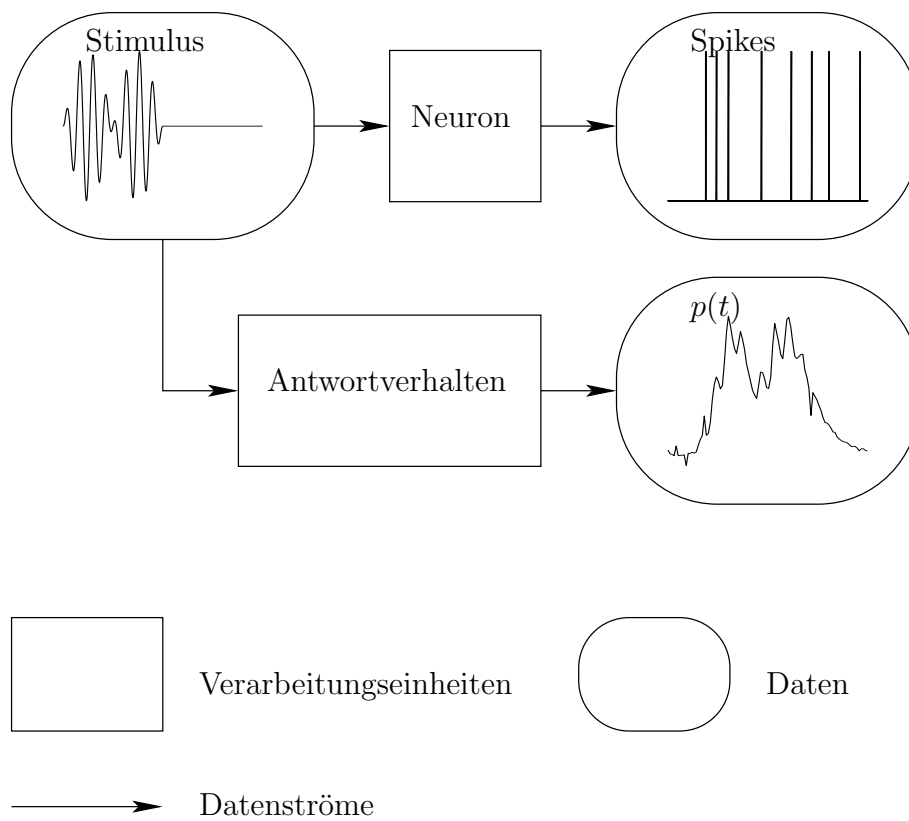 Stimulus
Neuron
Spikes
Antwortverhalten
p(t)
Verarbeitungseinheiten
Daten
Datenströme